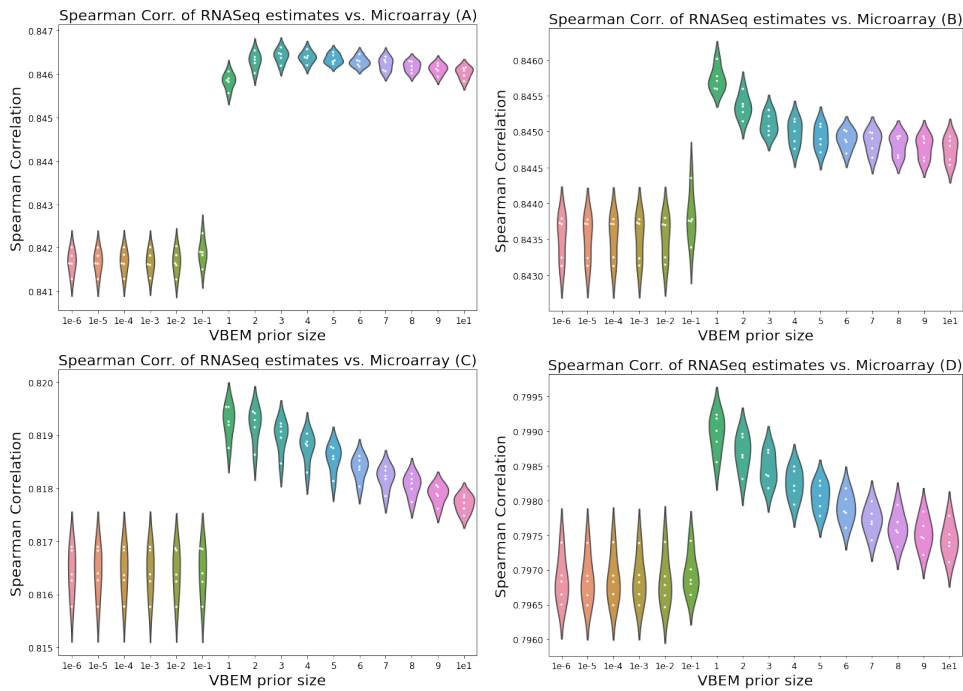 Spearman Corr. of RNASeq estimates vs. Microarray (A)
Spearman Correlation
0.847
0.846
0.845
0.844
0.843
0.842
0.841
1e-6 1e-5 1e-4 1e-3 1e-2 1e-1 1 2 3 4 5 6 7 8 9 1e1
VBEM prior size
Spearman Corr. of RNASeq estimates vs. Microarray (B)
Spearman Correlation
0.8460
0.8455
0.8450
0.8445
0.8440
0.8435
0.8430
1e-6 1e-5 1e-4 1e-3 1e-2 1e-1 1 2 3 4 5 6 7 8 9 1e1
VBEM prior size
Spearman Corr. of RNASeq estimates vs. Microarray (C)
Spearman Correlation
0.820
0.819
0.818
0.817
0.816
0.815
1e-6 1e-5 1e-4 1e-3 1e-2 1e-1 1 2 3 4 5 6 7 8 9 1e1
VBEM prior size
Spearman Corr. of RNASeq estimates vs. Microarray (D)
Spearman Correlation
0.7995
0.7990
0.7985
0.7980
0.7975
0.7970
0.7965
0.7960
1e-6 1e-5 1e-4 1e-3 1e-2 1e-1 1 2 3 4 5 6 7 8 9 1e1
VBEM prior size